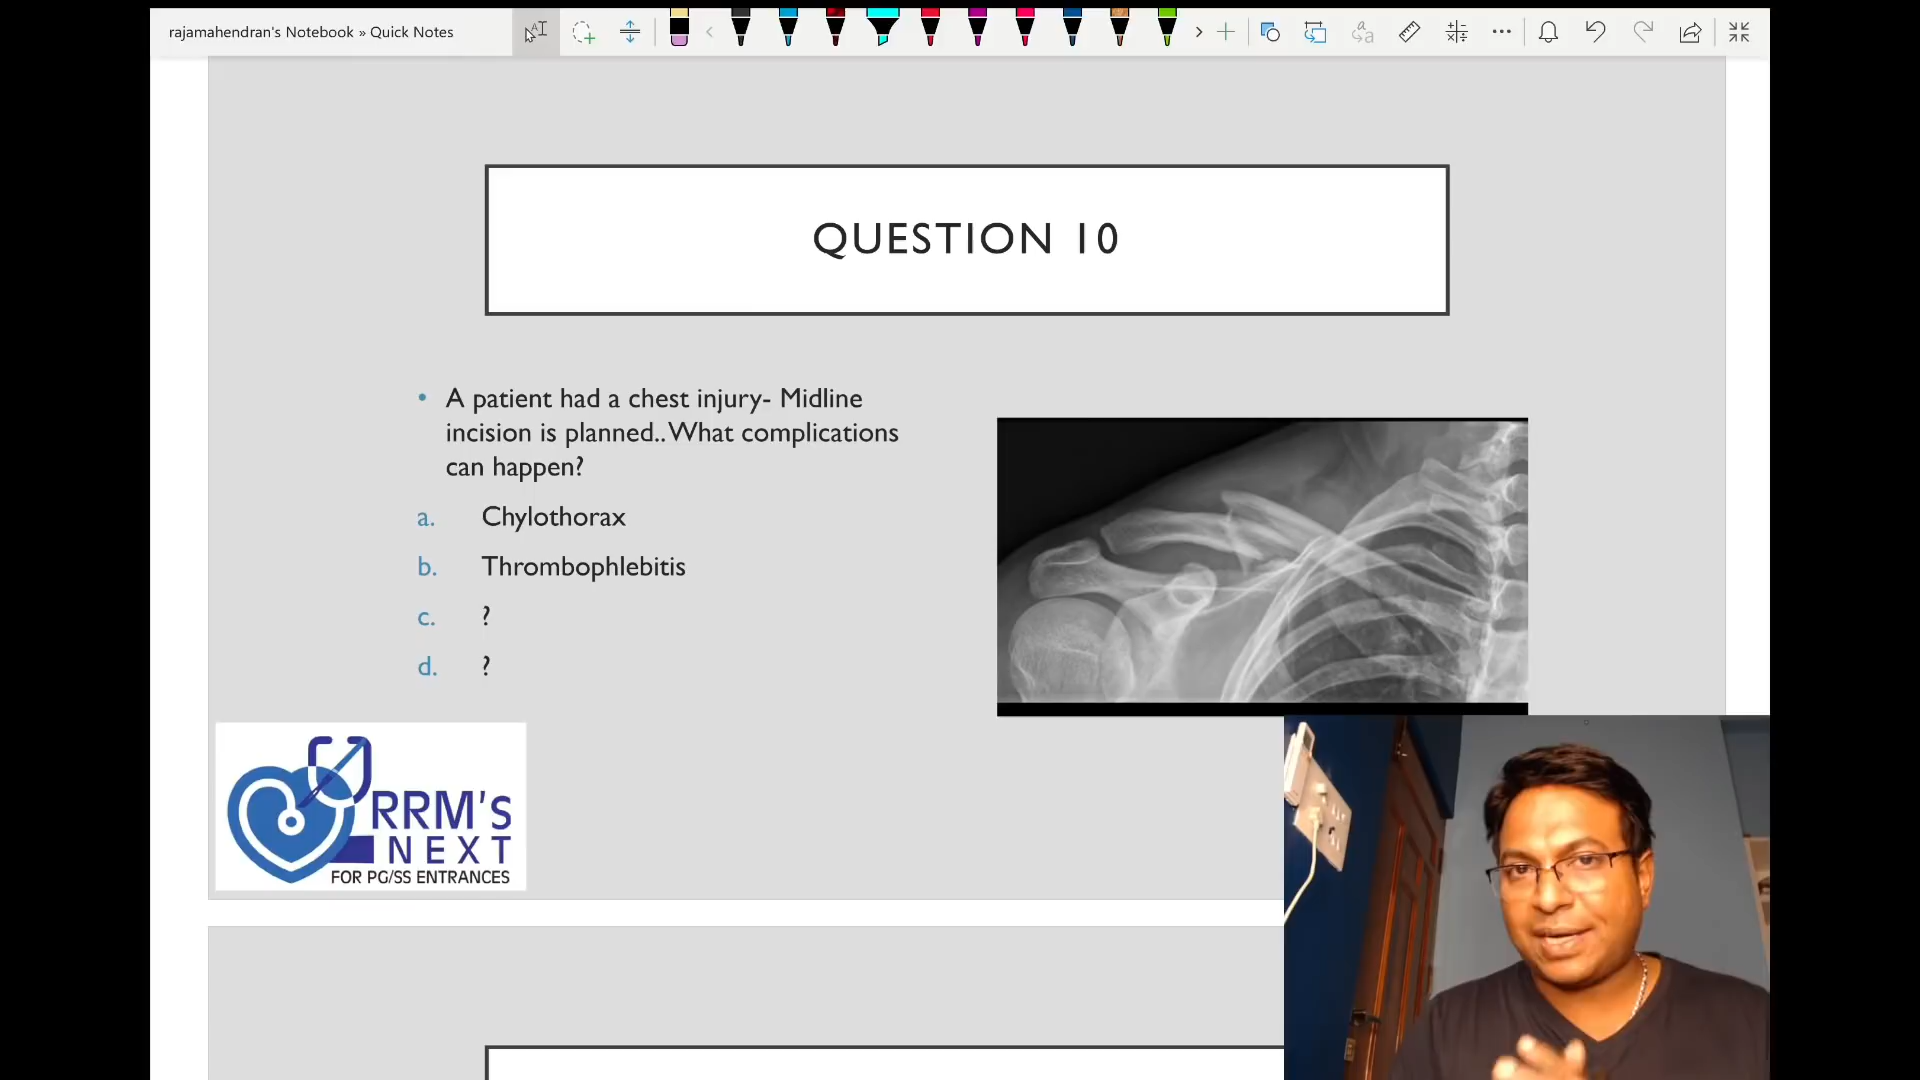 rajamahendran's Notebook » Quick Notes
QUESTION 10
• A patient had a chest injury- Midline
incision is planned..What complications
can happen?
a. Chylothorax
b. Thrombophlebitis
c. ?
d. ?
RRM'S
NEXT
FOR PG/SS ENTRANCES